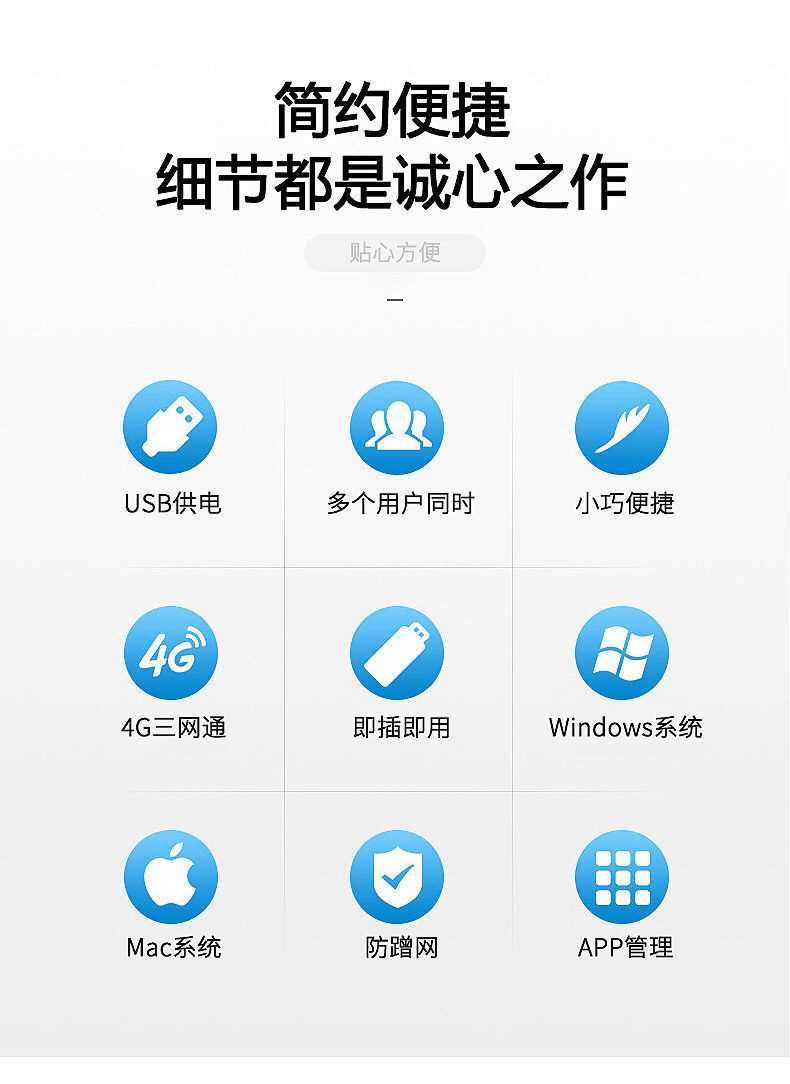 简约便捷
细节都是诚心之作
贴心方便
USB供电
多个用户同时
小巧便捷
4G
4G三网通
即插即用
Windows系统
Mac系统
防蹭网
APP管理